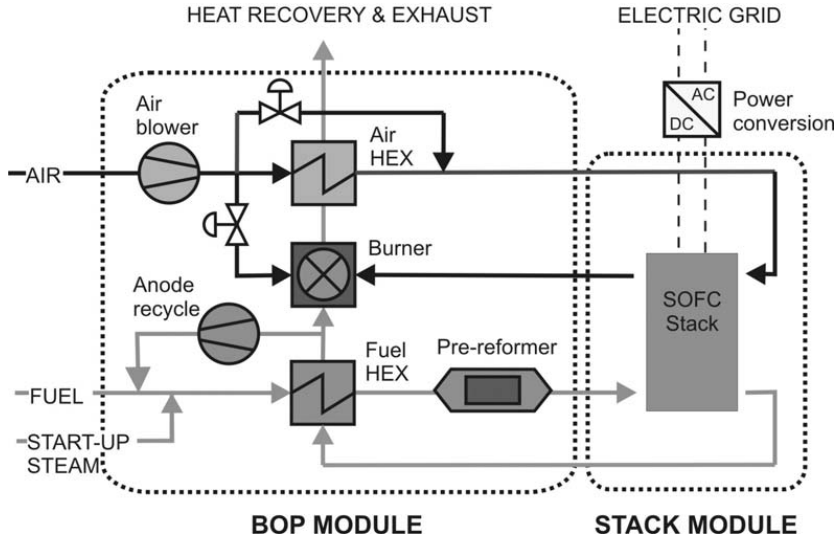 HEAT RECOVERY & EXHAUST
ELECTRIC GRID
Air
blower
Air
HEX
AC
DC
Power
conversion
AIR
Burner
Anode
recycle
SOFC
Stack
Fuel
HEX
Pre-reformer
FUEL
START-UP
STEAM
BOP MODULE
STACK MODULE